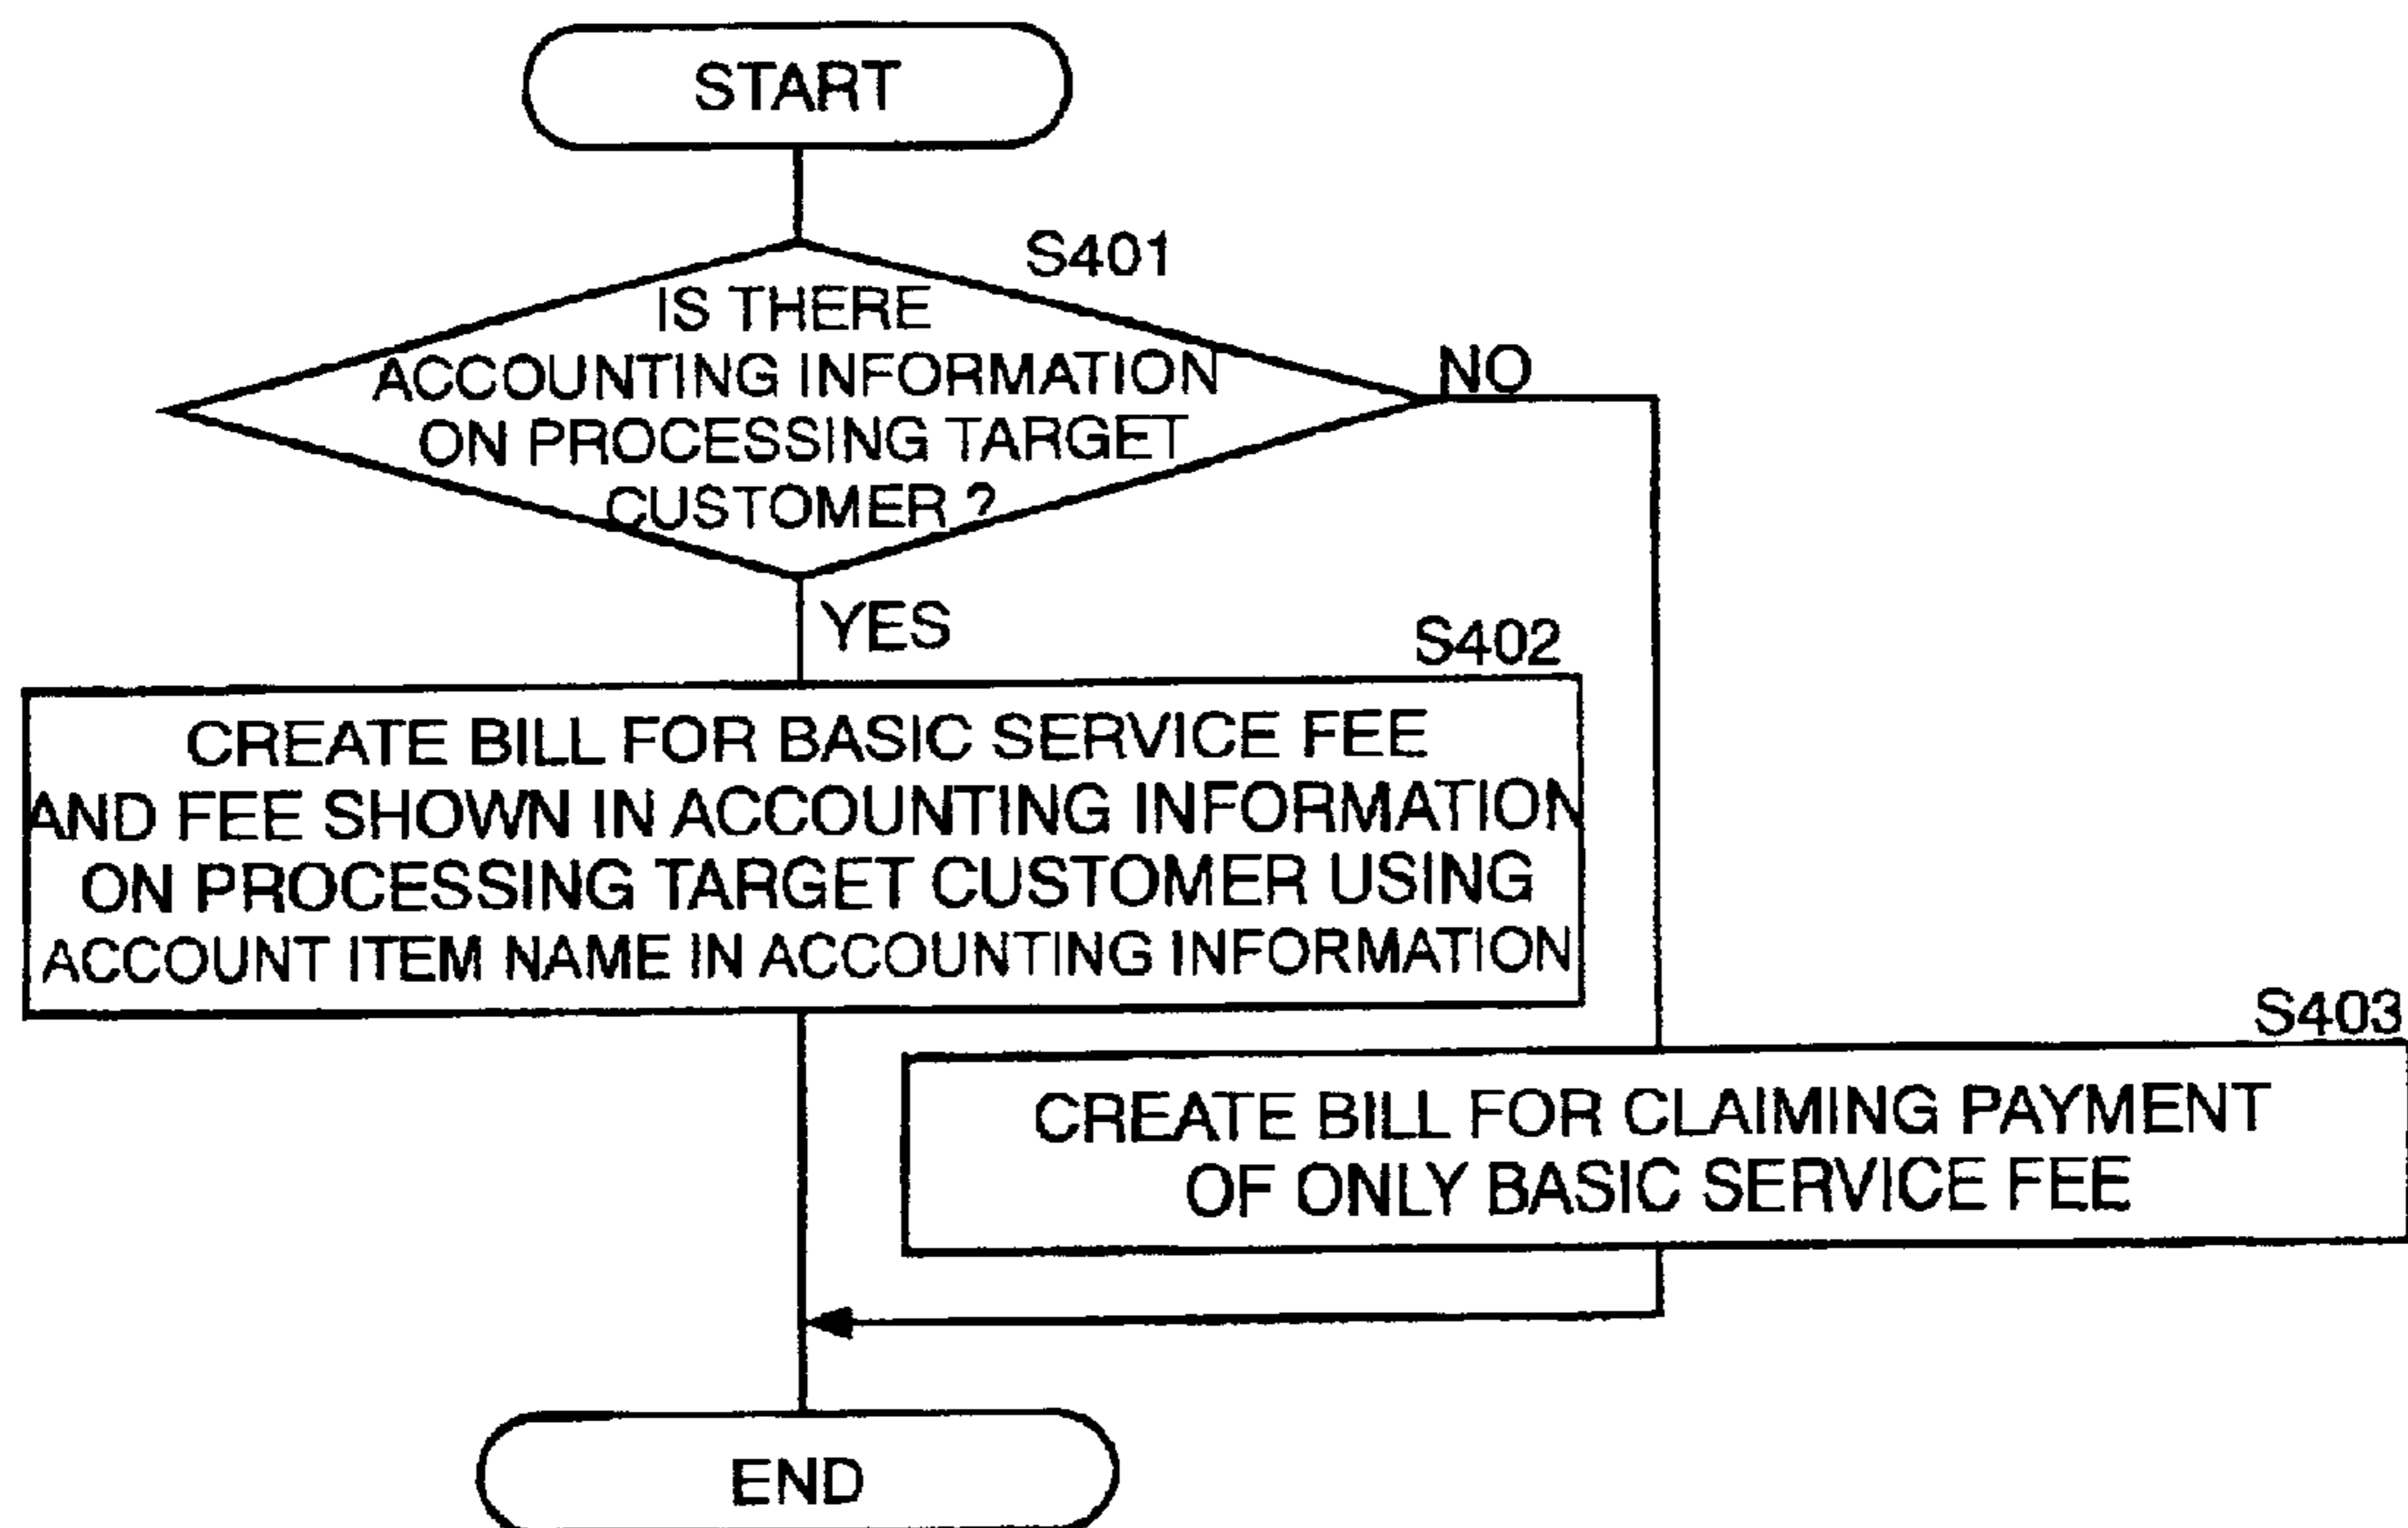 START
S401
IS THERE
ACCOUNTING INFORMATION
ON PROCESSING TARGET
CUSTOMER ?
NO
YES
S402
CREATE BILL FOR BASIC SERVICE FEE
AND FEE SHOWN IN ACCOUNTING INFORMATION
ON PROCESSING TARGET CUSTOMER USING
ACCOUNT ITEM NAME IN ACCOUNTING INFORMATION
S403
CREATE BILL FOR CLAIMING PAYMENT
OF ONLY BASIC SERVICE FEE
END